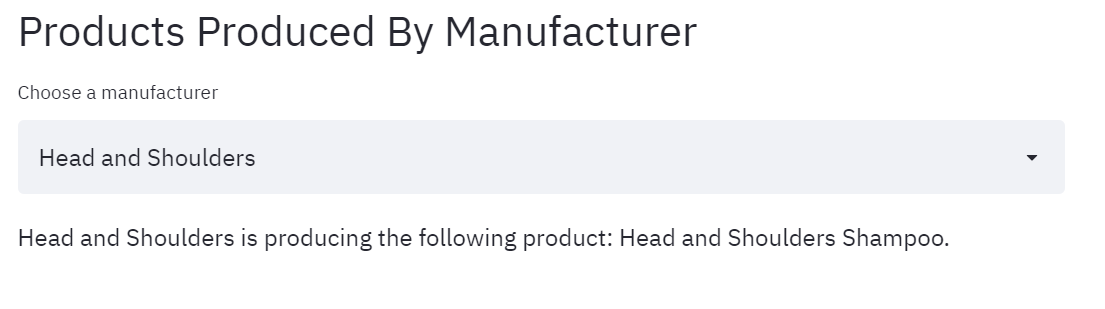 Products Produced By Manufacturer
Choose a manufacturer
Head and Shoulders
Head and Shoulders is producing the following product: Head and Shoulders Shampoo.